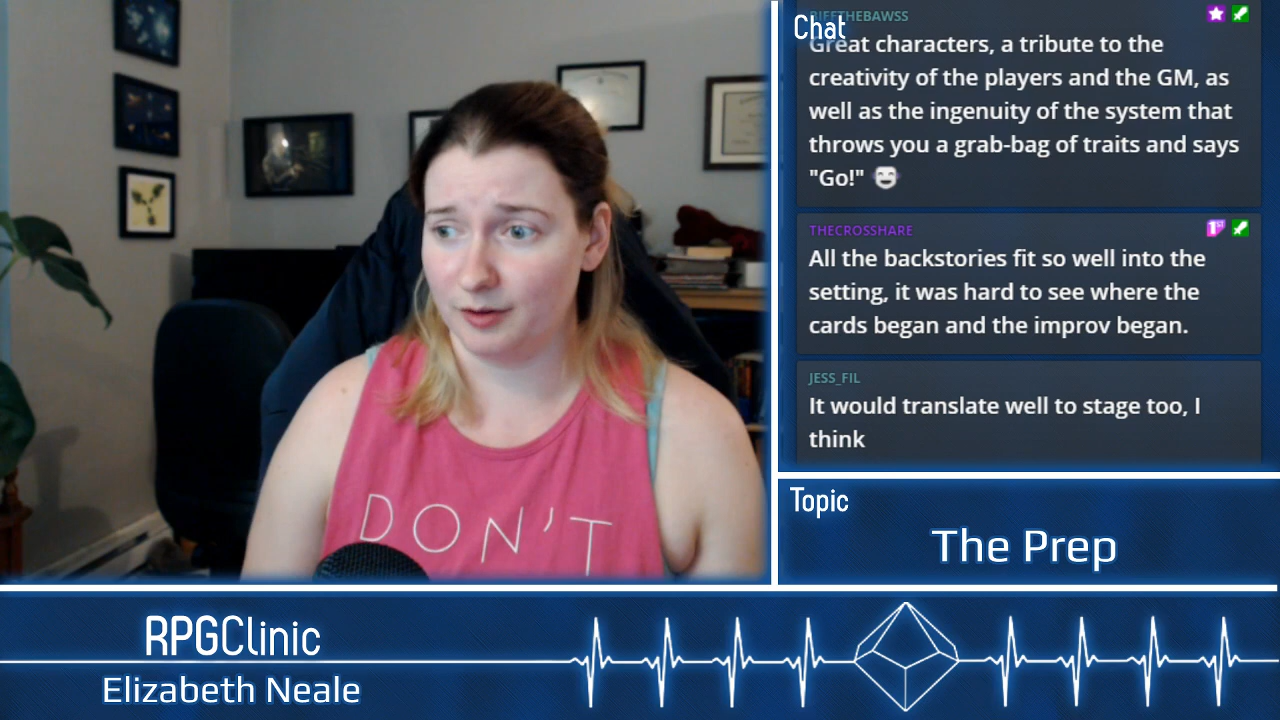 Chat
BIFFTHEBAWSS
Great characters, a tribute to the
creativity of the players and the GM, as
well as the ingenuity of the system that
throws you a grab-bag of traits and says
"Go!"
THECROSSHARE
All the backstories fit so well into the
setting, it was hard to see where the
cards began and the improv began.
JESS_FIL
It would translate well to stage too, I
think
DON'T
Topic
The Prep
RPGClinic
Elizabeth Neale